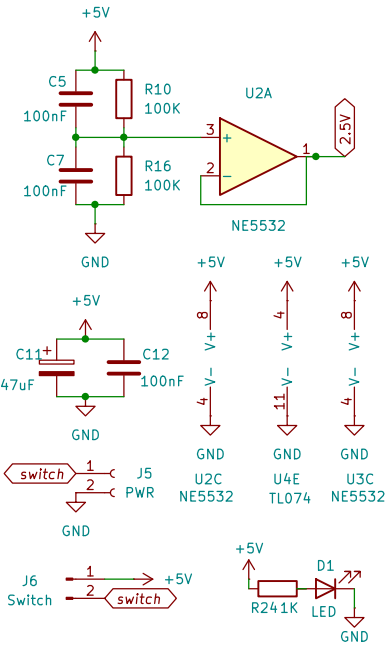 +5V
C5
100nF
R10
100K
U2A
3
+
2
-
1
2.5V
C7
100nF
R16
100K
NE5532
GND
+5V
+5V
+5V
8
V+
4
V+
8
V+
V-
4
V-
11
V-
4
GND
GND
GND
U2C
NE5532
U4E
TL074
U3C
NE5532
+5V
C11
+
47uF
C12
100nF
GND
switch
1
2
J5
PWR
GND
J6
Switch
1
2
+5V
switch
+5V
R24
1K
D1
LED
GND